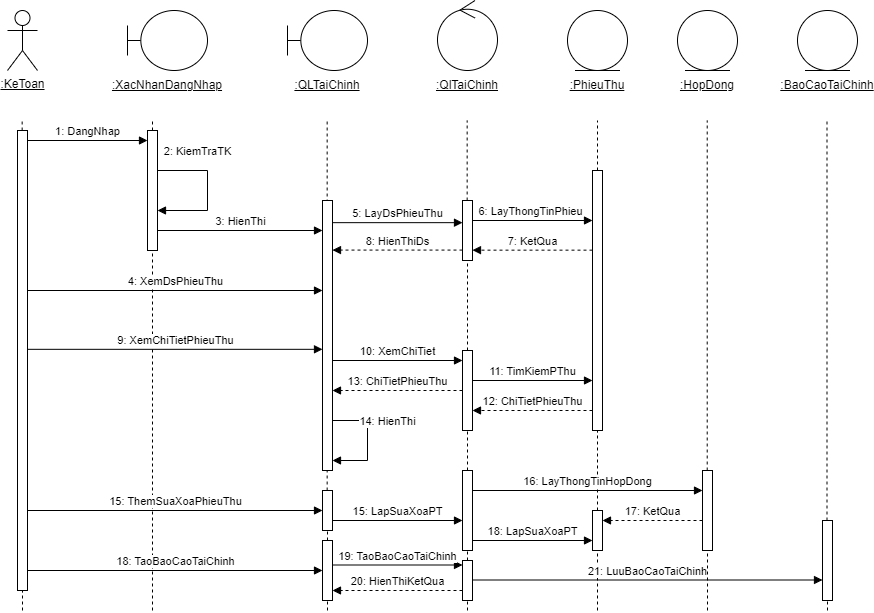 :KeToan
:XacNhanDangNhap
:QLTaiChinh
:QlTaiChinh
:PhieuThu
:HopDong
:BaoCaoTaiChinh
1: DangNhap
2: KiemTraTK
3: HienThi
5: LayDsPhieuThu
6: LayThongTinPhieu
8: HienThiDs
7: KetQua
4: XemDsPhieuThu
9: XemChiTietPhieuThu
10: XemChiTiet
11: TimKiemPThu
13: ChiTietPhieuThu
12: ChiTietPhieuThu
14: HienThi
16: LayThongTinHopDong
15: ThemSuaXoaPhieuThu
15: LapSuaXoaPT
17: KetQua
18: LapSuaXoaPT
18: TaoBaoCaoTaiChinh
19: TaoBaoCaoTaiChinh
20: HienThiKetQua
21: LuuBaoCaoTaiChinh